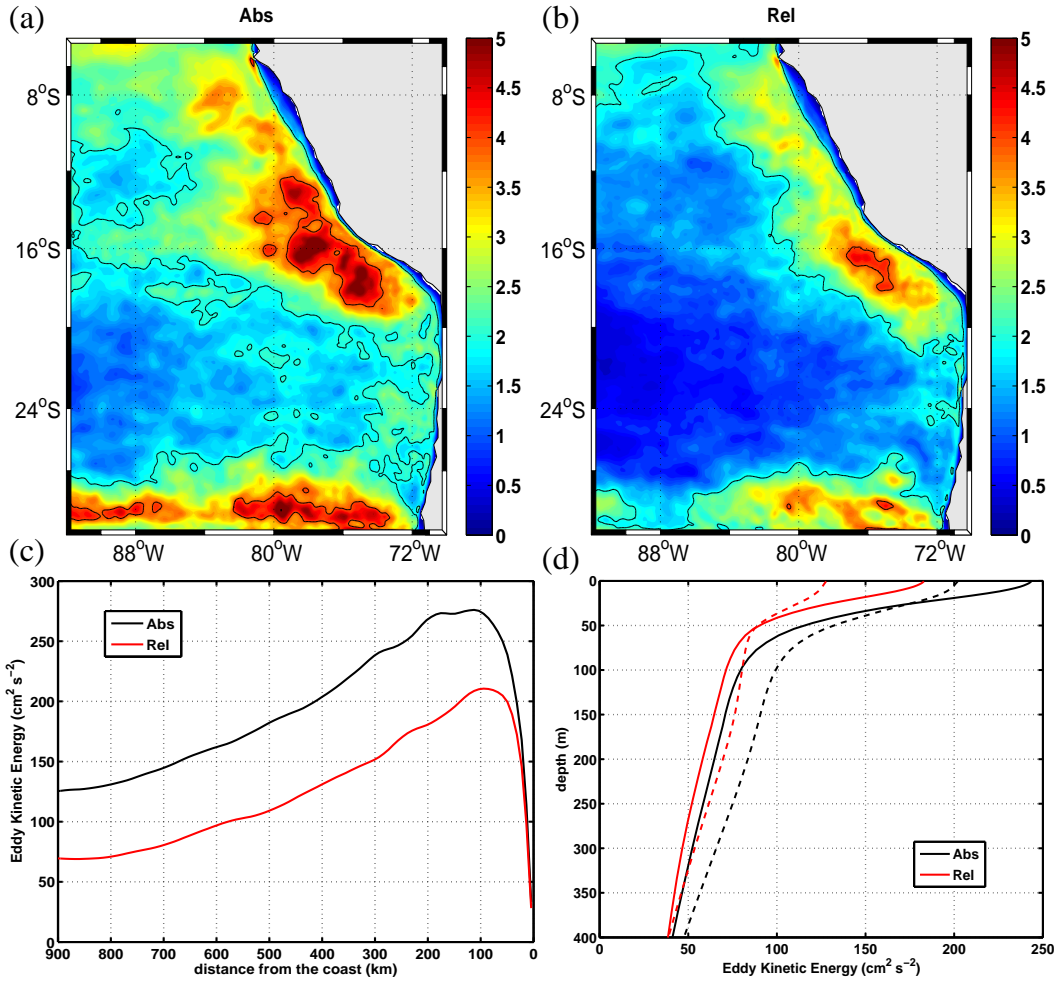 (a) Abs (b) Rel
8°S 16°S 24°S
88°W 80°W 72°W
5 4.5 4 3.5 3 2.5 2 1.5 1 0.5 0
8°S 16°S 24°S
88°W 80°W 72°W
5 4.5 4 3.5 3 2.5 2 1.5 1 0.5 0
(c)
Eddy Kinetic Energy (cm² s⁻²)
300 250 200 150 100 50 0
Abs
Rel
900 800 700 600 500 400 300 200 100 0
distance from the coast (km)
(d)
depth (m)
0 50 100 150 200 250 300 350 400
Abs
Rel
0 50 100 150 200 250
Eddy Kinetic Energy (cm² s⁻²)